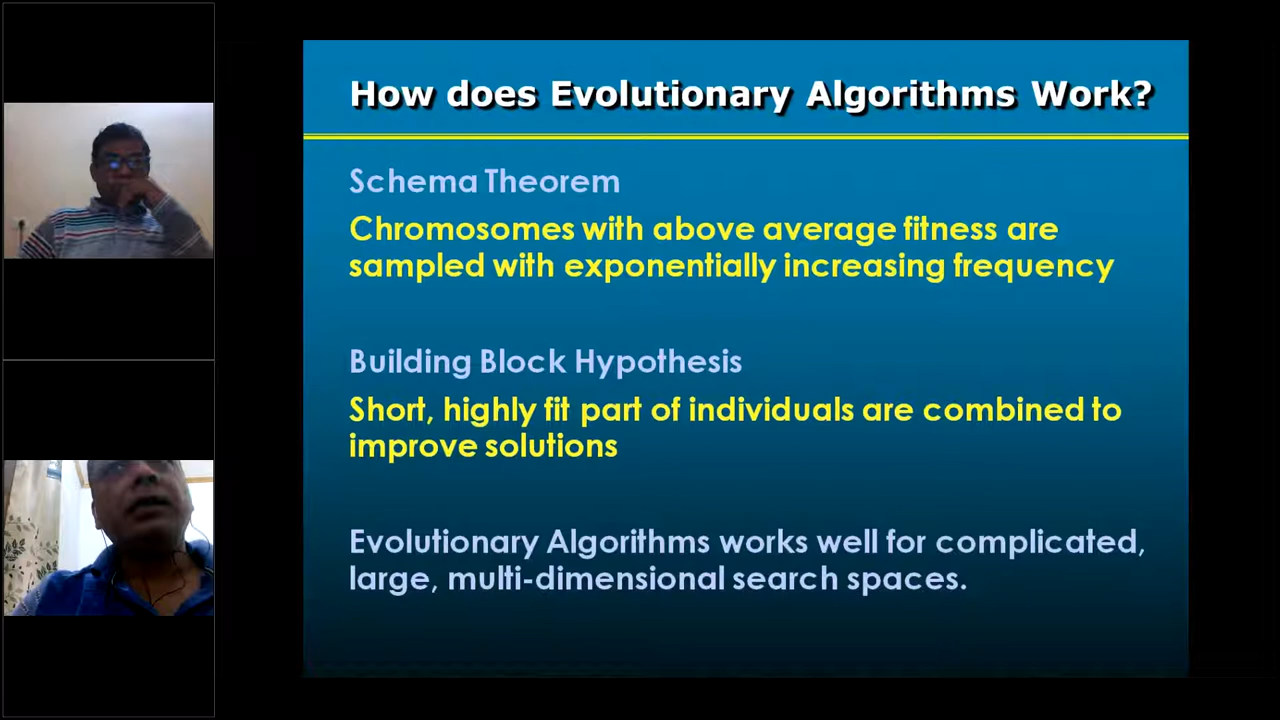 How does Evolutionary Algorithms Work?
Schema Theorem
Chromosomes with above average fitness are
sampled with exponentially increasing frequency
Building Block Hypothesis
Short, highly fit part of individuals are combined to
improve solutions
Evolutionary Algorithms works well for complicated,
large, multi-dimensional search spaces.